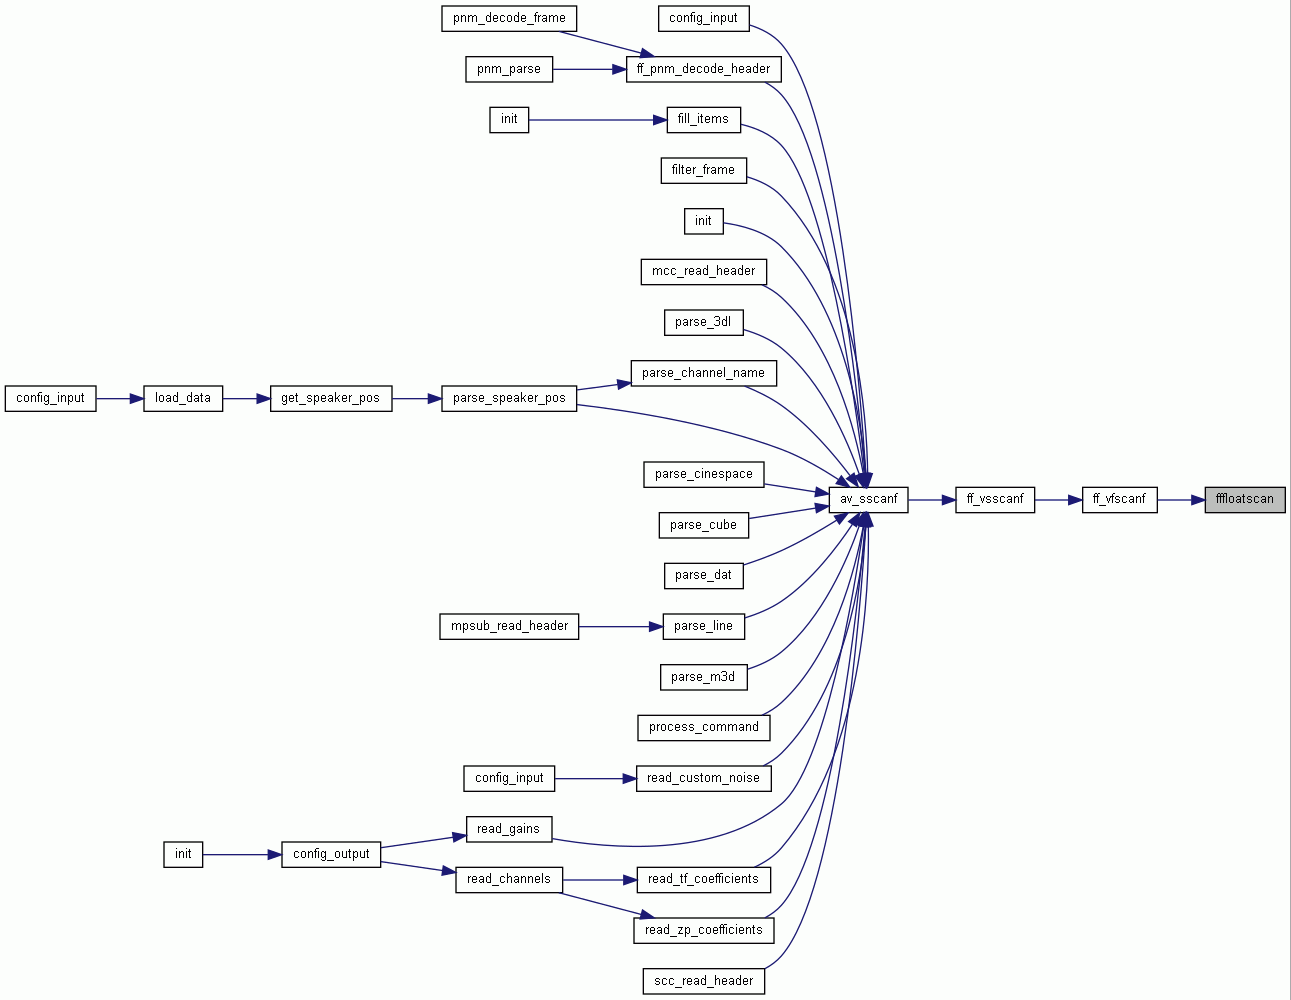 pnm_decode_frame
config_input
pnm_parse
ff_pnm_decode_header
init
fill_items
filter_frame
init
mcc_read_header
parse_3dl
parse_channel_name
config_input
load_data
get_speaker_pos
parse_speaker_pos
parse_cinespace
av_sscanf
ff_vsscanf
ff_vfscanf
fffloatscan
parse_cube
parse_dat
mpsub_read_header
parse_line
parse_m3d
process_command
config_input
read_custom_noise
read_gains
init
config_output
read_channels
read_tf_coefficients
read_zp_coefficients
scc_read_header